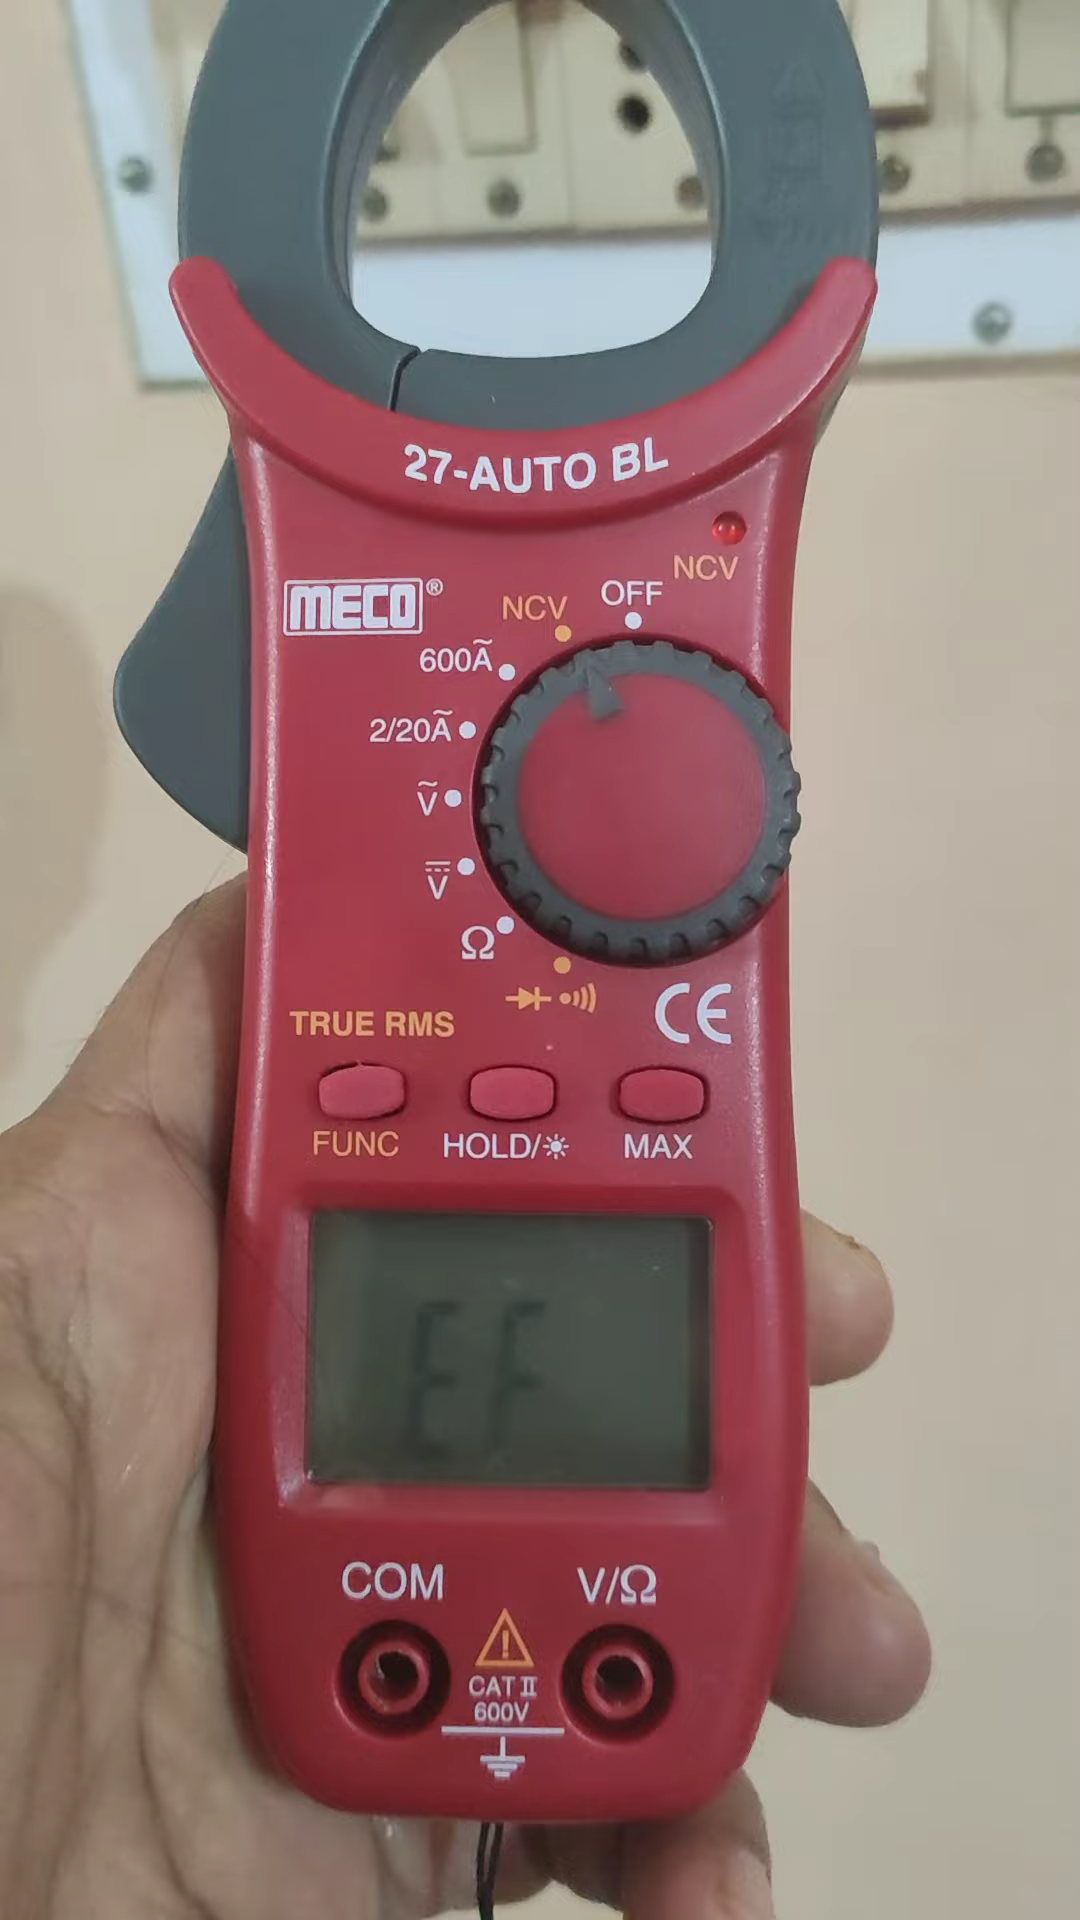 27-AUTO BL
NCV
MECO®
NCV
OFF
600Ã
2/20Ã
Ṽ
V
Ω
TRUE RMS
CE
FUNC
HOLD/☀
MAX
EF
COM
V/Ω
CAT II
600V